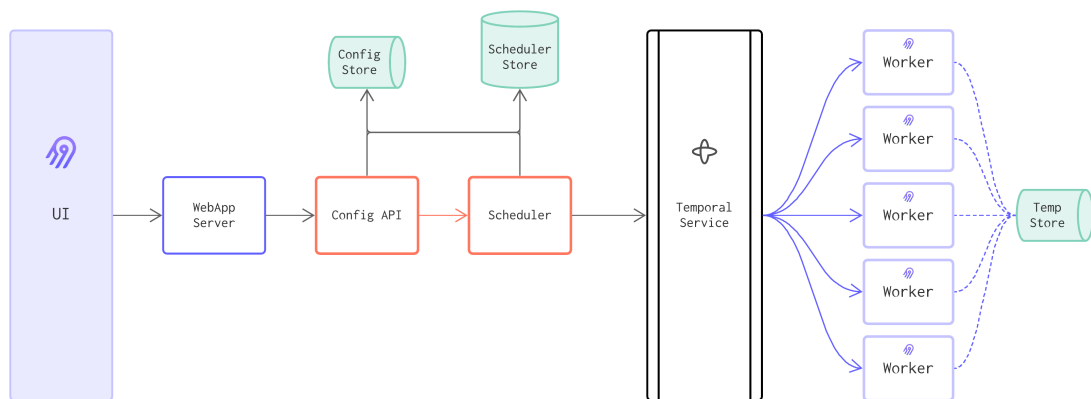 UI
WebApp
Server
Config
Store
Scheduler
Store
Config API
Scheduler
Temporal
Service
Worker
Worker
Worker
Worker
Worker
Temp
Store